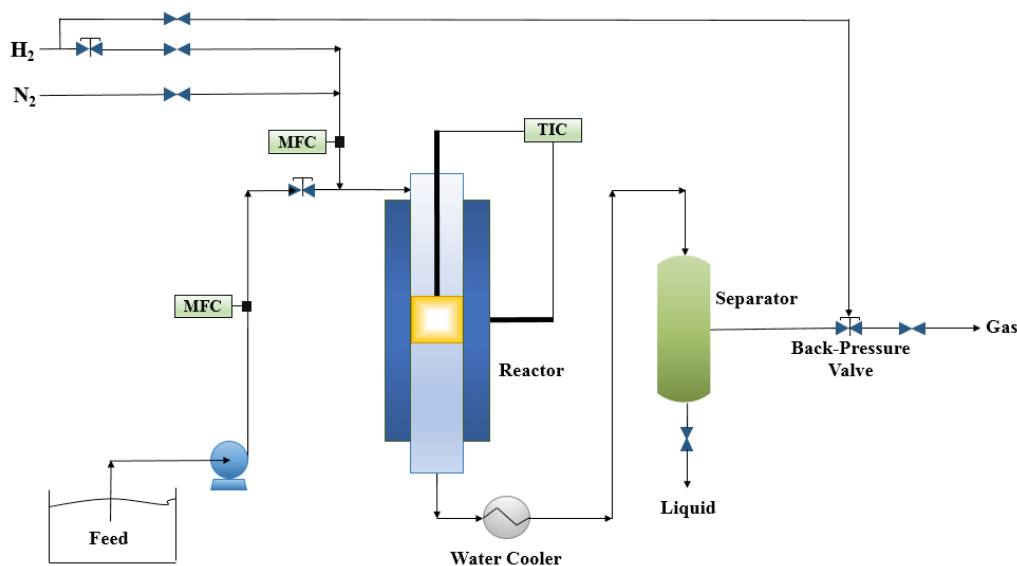 H₂
N₂
MFC
TIC
MFC
Separator
Gas
Back-Pressure
Valve
Reactor
Liquid
Feed
Water Cooler